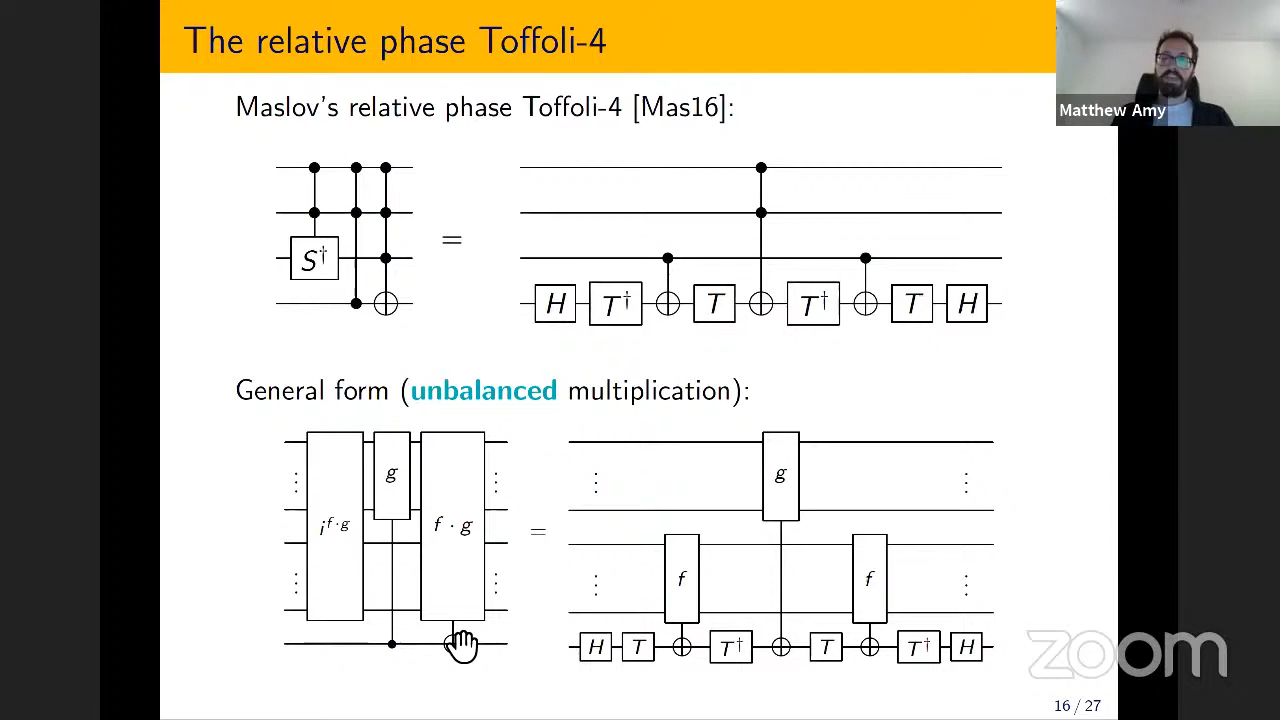 The relative phase Toffoli-4
Matthew Amy
Maslov's relative phase Toffoli-4 [Mas16]:
S†
=
H T† T T† T H
General form (unbalanced multiplication):
i^{f·g} g f · g
=
g
f f
H T T† T T† H
zoom
16 / 27